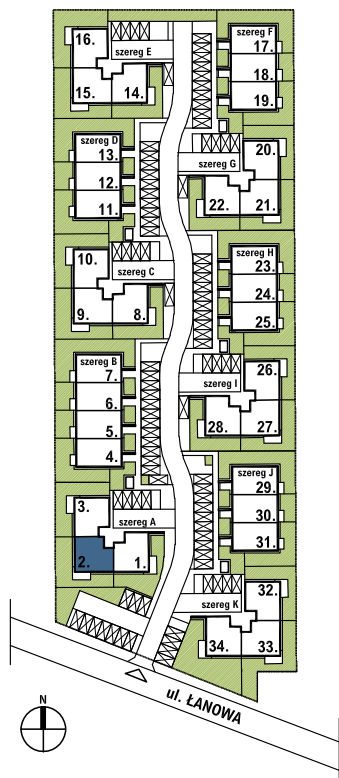 16.
szereg E
15.
14.
szereg F
17.
18.
19.
szereg D
13.
12.
11.
szereg G
20.
22.
21.
10.
szereg C
9.
8.
szereg H
23.
24.
25.
szereg B
7.
6.
5.
4.
szereg I
26.
28.
27.
3.
szereg A
2.
1.
szereg J
29.
30.
31.
szereg K
32.
34.
33.
ul. ŁANOWA
N